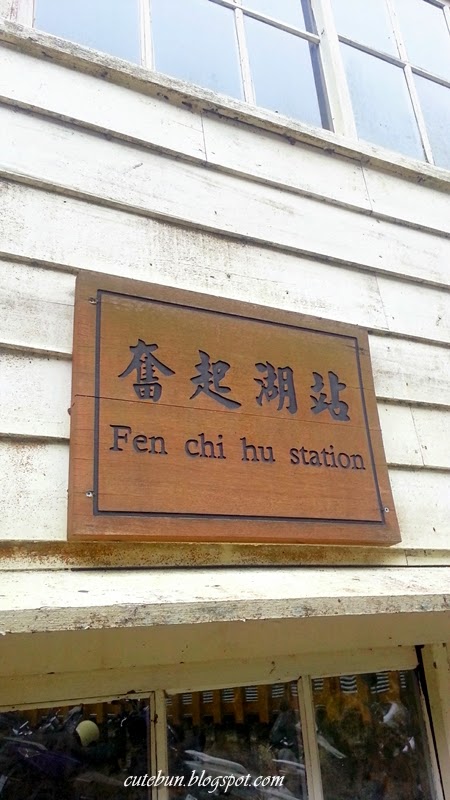 奮起湖站
Fen chi hu station
cutebun.blogspot.com